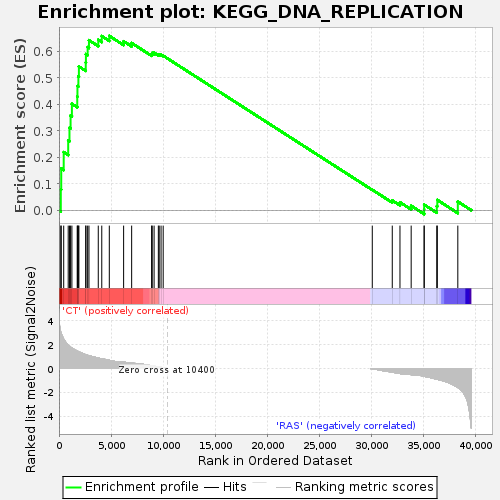 Enrichment plot: KEGG_DNA_REPLICATION
Enrichment score (ES)
0.6
0.5
0.4
0.3
0.2
0.1
0.0
'CT' (positively correlated)
Ranked list metric (Signal2Noise)
4
2
0
-2
-4
Zero cross at 10400
'RAS' (negatively correlated)
0 5,000 10,000 15,000 20,000 25,000 30,000 35,000 40,000
Rank in Ordered Dataset
Enrichment profile Hits Ranking metric scores